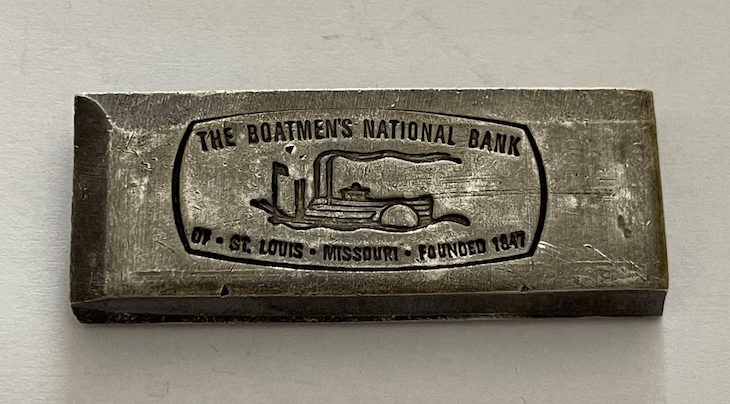 THE BOATMEN'S NATIONAL BANK
OF • ST. LOUIS • MISSOURI • FOUNDED 1847